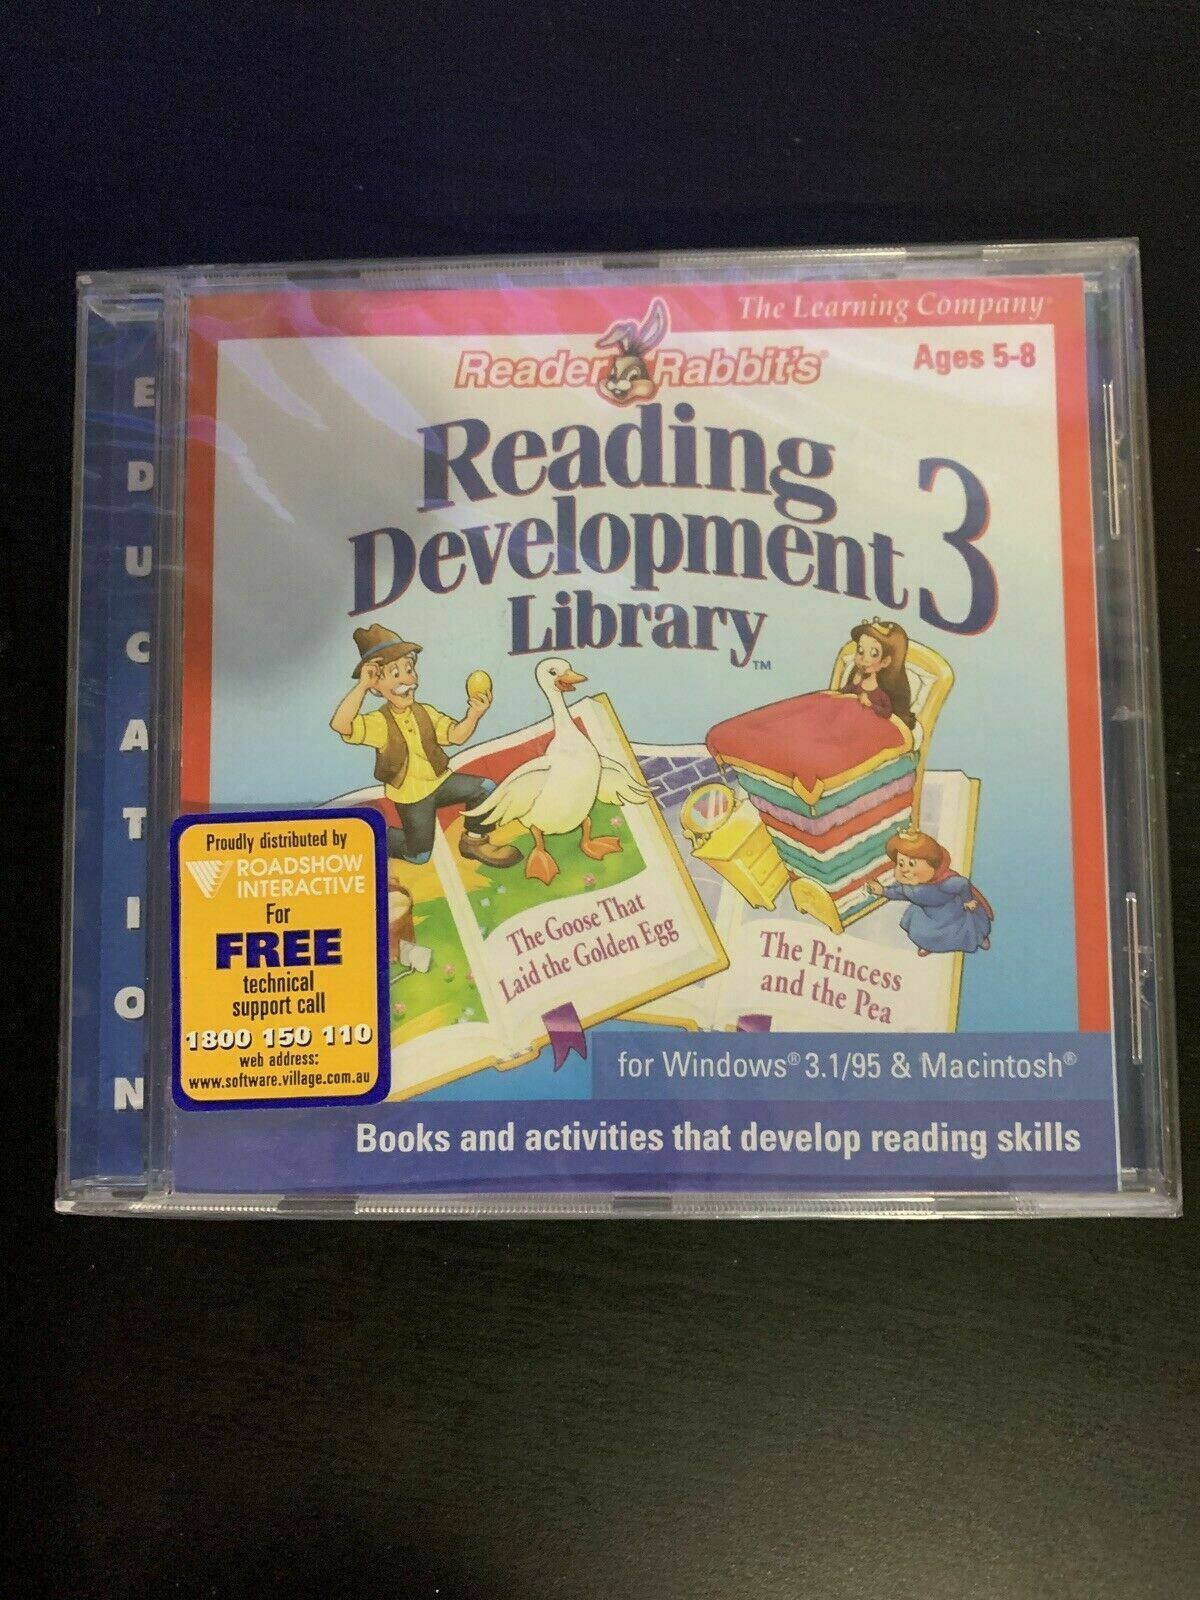 The Learning Company®
Reader Rabbit's®
Ages 5-8
Reading
Development 3
Library™
The Goose That
Laid the Golden Egg
The Princess
and the Pea
for Windows® 3.1/95 & Macintosh®
Books and activities that develop reading skills
EDUCATION
Proudly distributed by
ROADSHOW
INTERACTIVE
For
FREE
technical
support call
1800 150 110
web address:
www.software.village.com.au